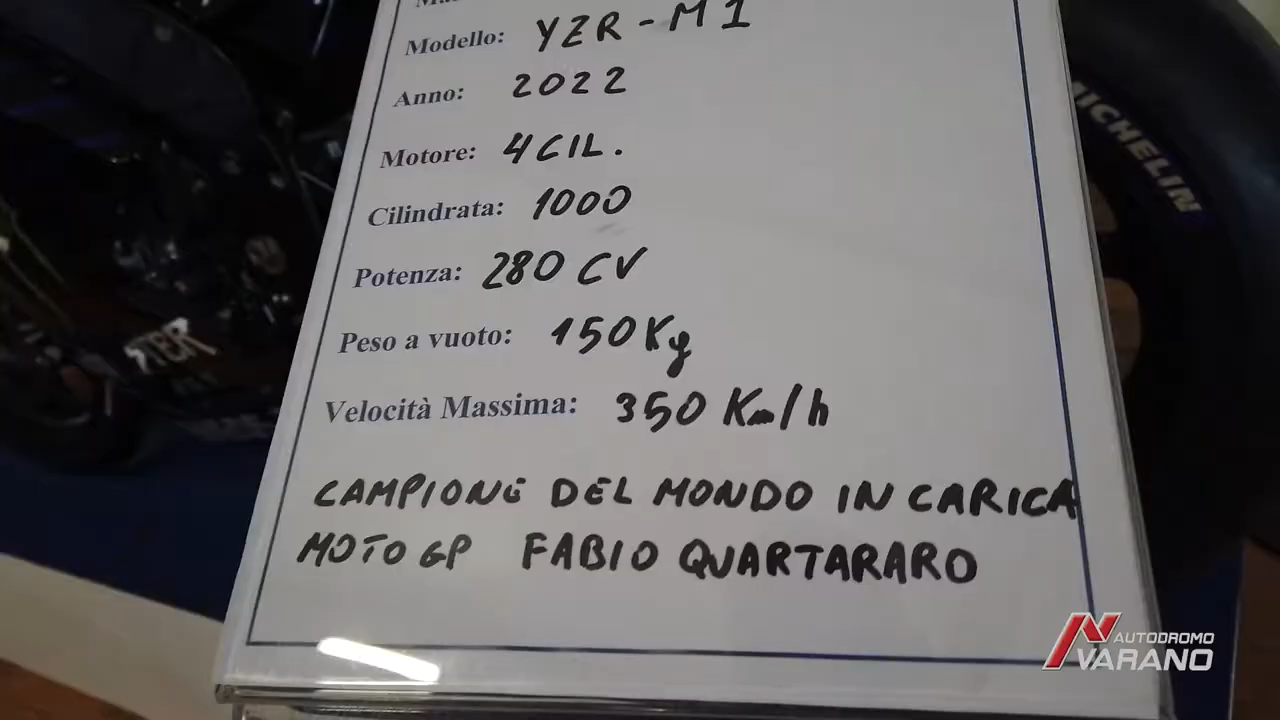 Modello: YZR-M1
Anno: 2022
Motore: 4CIL.
Cilindrata: 1000
Potenza: 280 CV
Peso a vuoto: 150Kg
Velocità Massima: 350 Km/h
CAMPIONE DEL MONDO IN CARICA
MOTO GP FABIO QUARTARARO
MICHELIN
AUTODROMO
VARANO